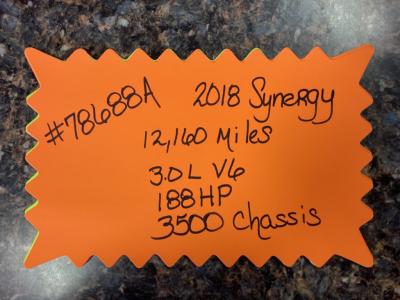 #78688A 2018 Synergy
12,160 Miles
3.0L V6
188HP
3500 Chassis